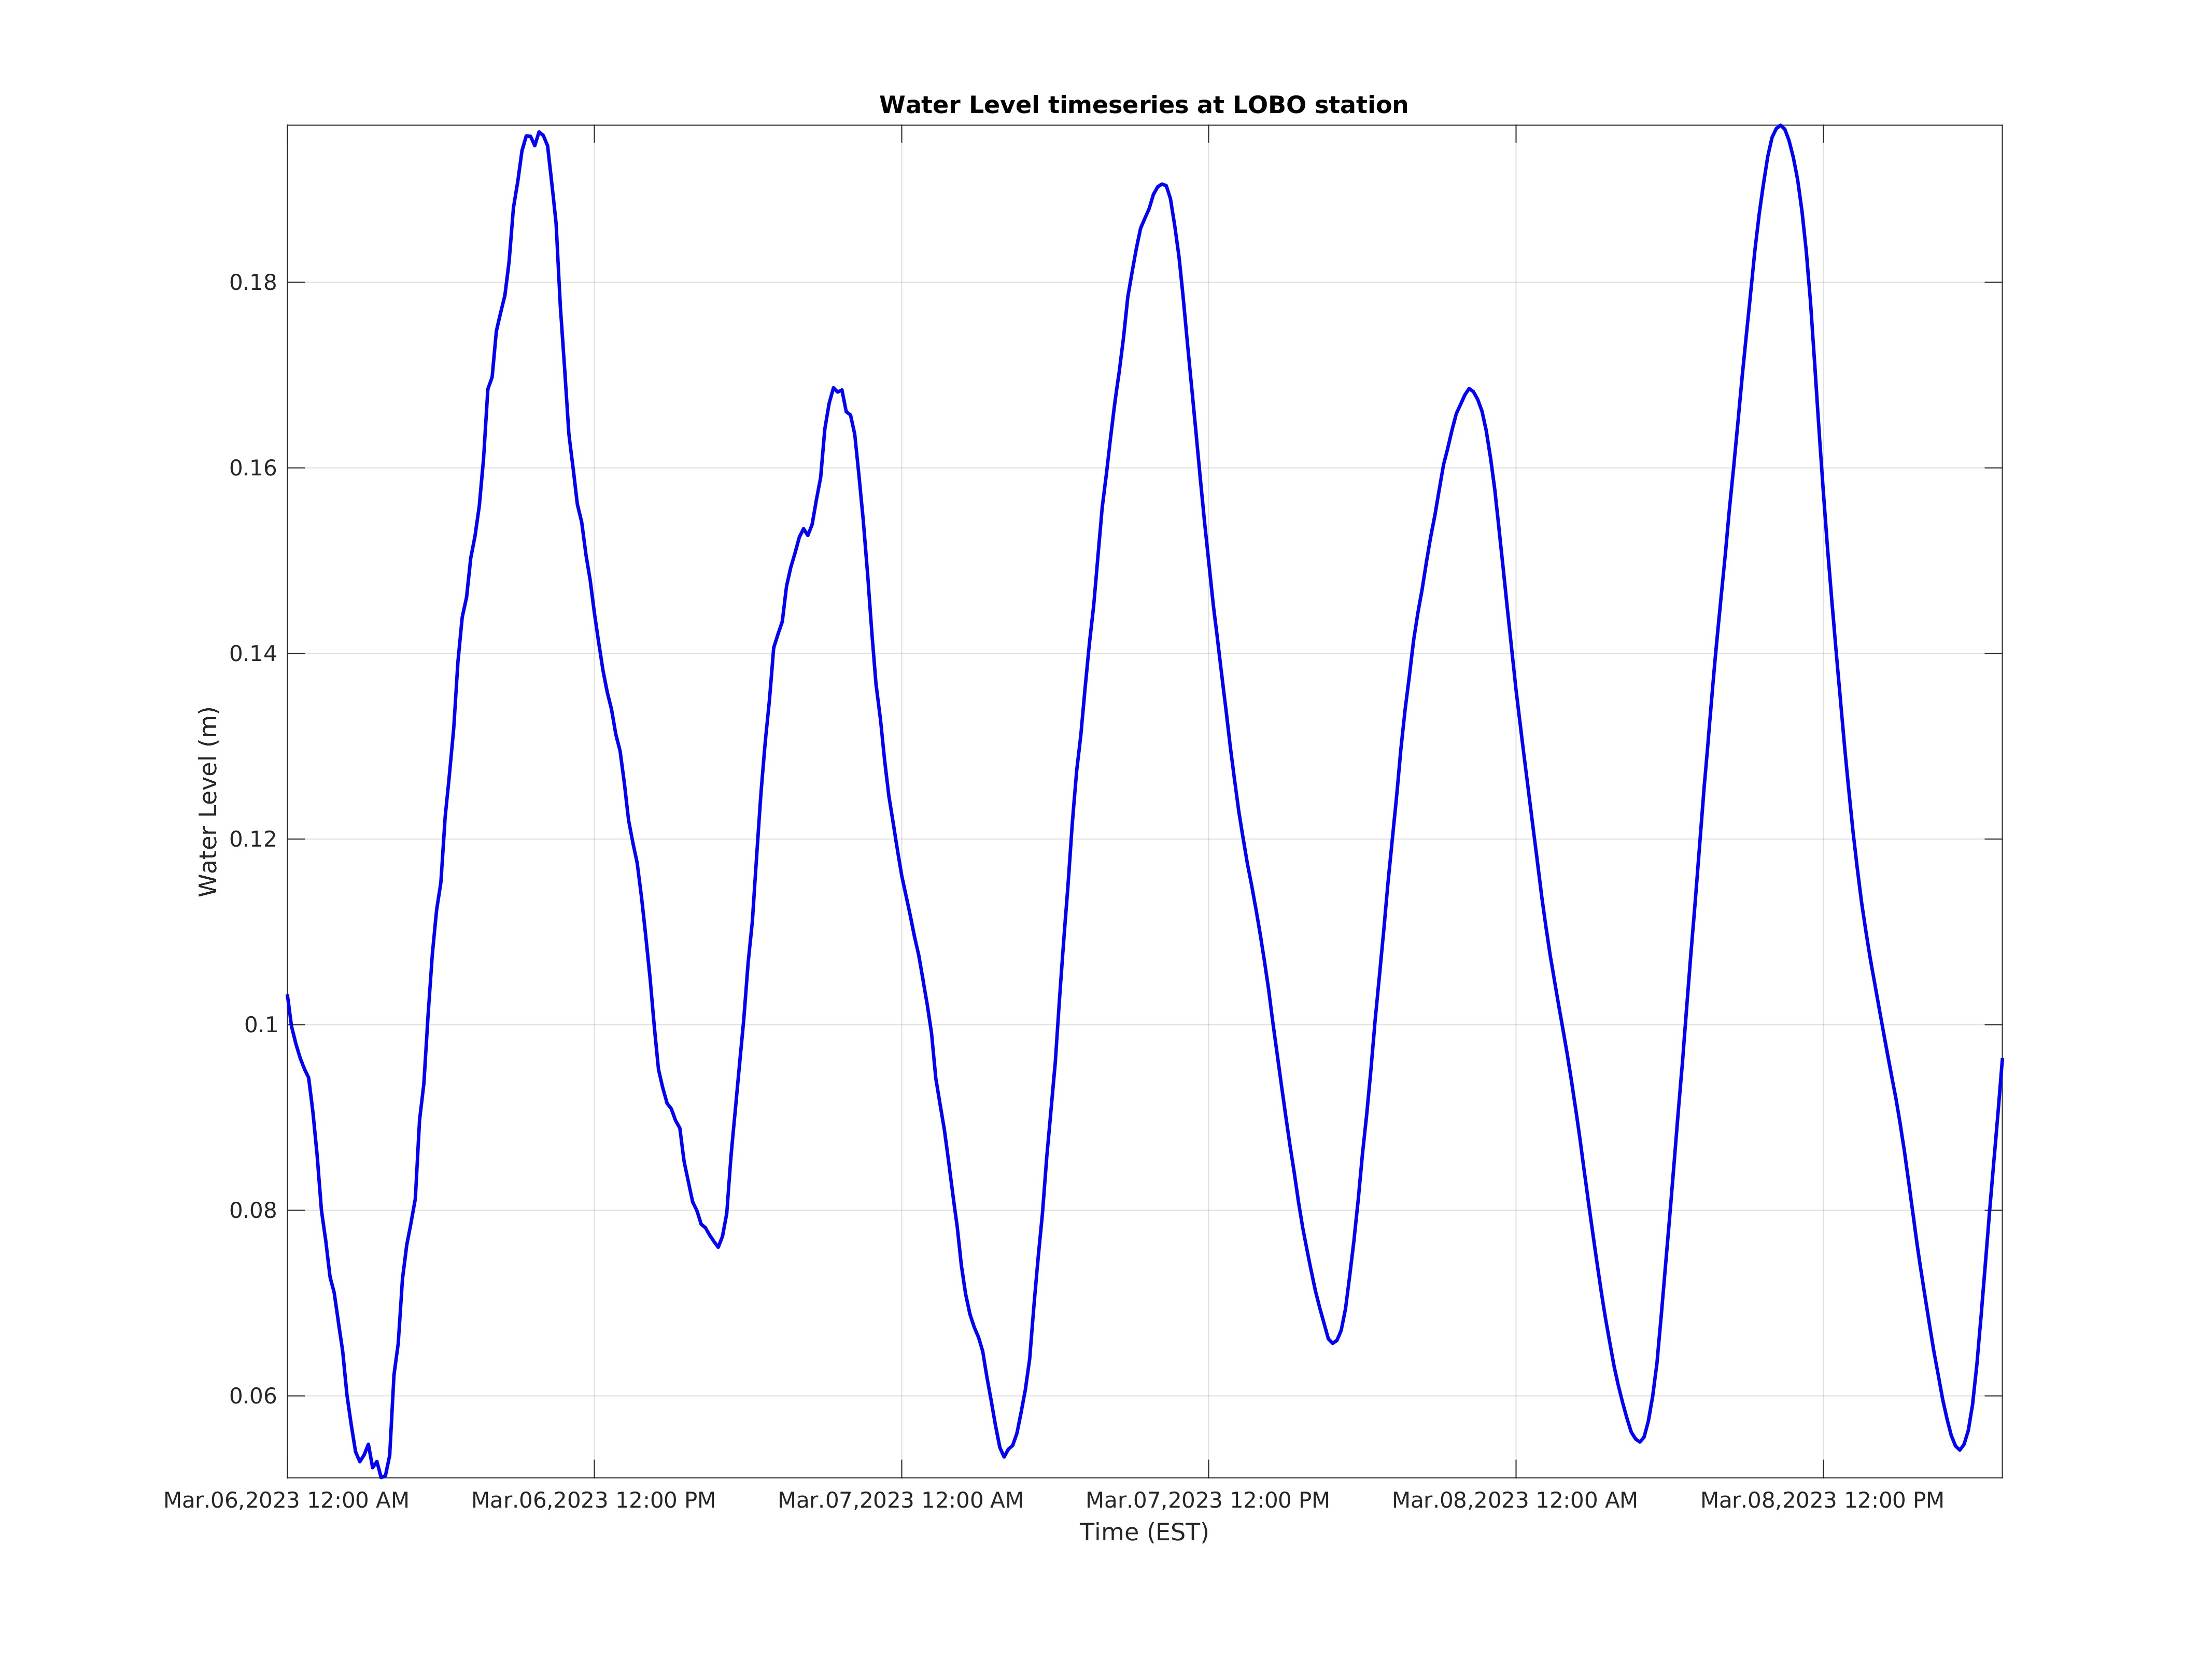 Water Level timeseries at LOBO station
Water Level (m)
0.18
0.16
0.14
0.12
0.1
0.08
0.06
Mar.06,2023 12:00 AM
Mar.06,2023 12:00 PM
Mar.07,2023 12:00 AM
Mar.07,2023 12:00 PM
Mar.08,2023 12:00 AM
Mar.08,2023 12:00 PM
Time (EST)